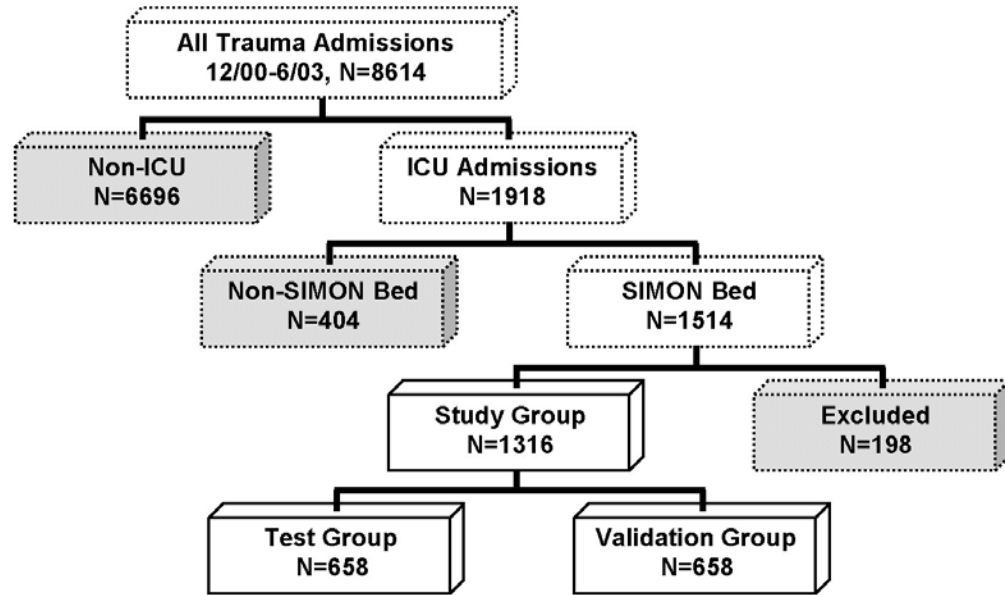 All Trauma Admissions
12/00-6/03, N=8614
Non-ICU
N=6696
ICU Admissions
N=1918
Non-SIMON Bed
N=404
SIMON Bed
N=1514
Study Group
N=1316
Excluded
N=198
Test Group
N=658
Validation Group
N=658